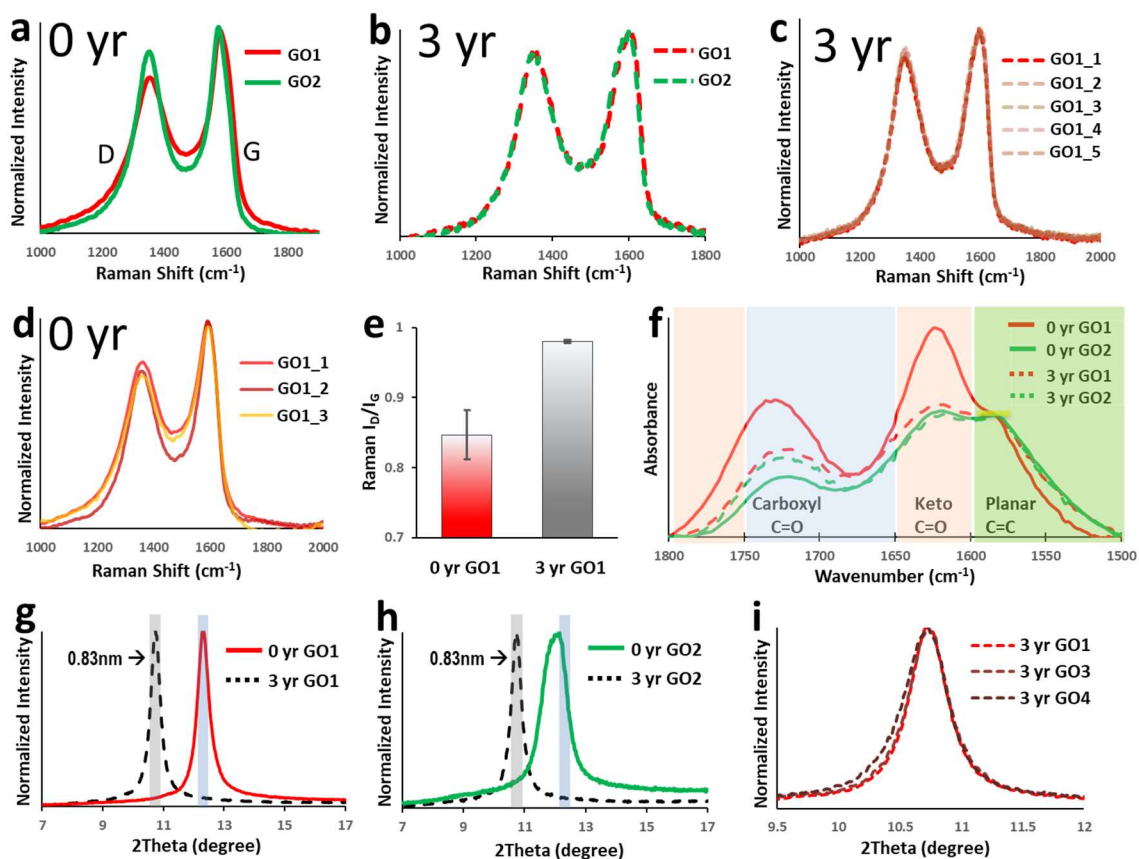 a 0 yr
GO1
GO2
D
G
Normalized Intensity
1000 1200 1400 1600 1800
Raman Shift (cm-1)
b 3 yr
GO1
GO2
Normalized Intensity
1000 1200 1400 1600 1800
Raman Shift (cm-1)
c 3 yr
GO1_1
GO1_2
GO1_3
GO1_4
GO1_5
Normalized Intensity
1000 1200 1400 1600 1800 2000
Raman Shift (cm-1)
d 0 yr
GO1_1
GO1_2
GO1_3
Normalized Intensity
1000 1200 1400 1600 1800 2000
Raman Shift (cm-1)
e
Raman ID/IG
1
0.9
0.8
0.7
0 yr GO1 3 yr GO1
f
0 yr GO1
0 yr GO2
3 yr GO1
3 yr GO2
Absorbance
Carboxyl
C=O
Keto
C=O
Planar
C=C
1800 1750 1700 1650 1600 1550 1500
Wavenumber (cm-1)
g
0.83nm
0 yr GO1
3 yr GO1
Normalized Intensity
7 9 11 13 15 17
2Theta (degree)
h
0.83nm
0 yr GO2
3 yr GO2
Normalized Intensity
7 9 11 13 15 17
2Theta (degree)
i
3 yr GO1
3 yr GO3
3 yr GO4
Normalized Intensity
9.5 10 10.5 11 11.5 12
2Theta (degree)